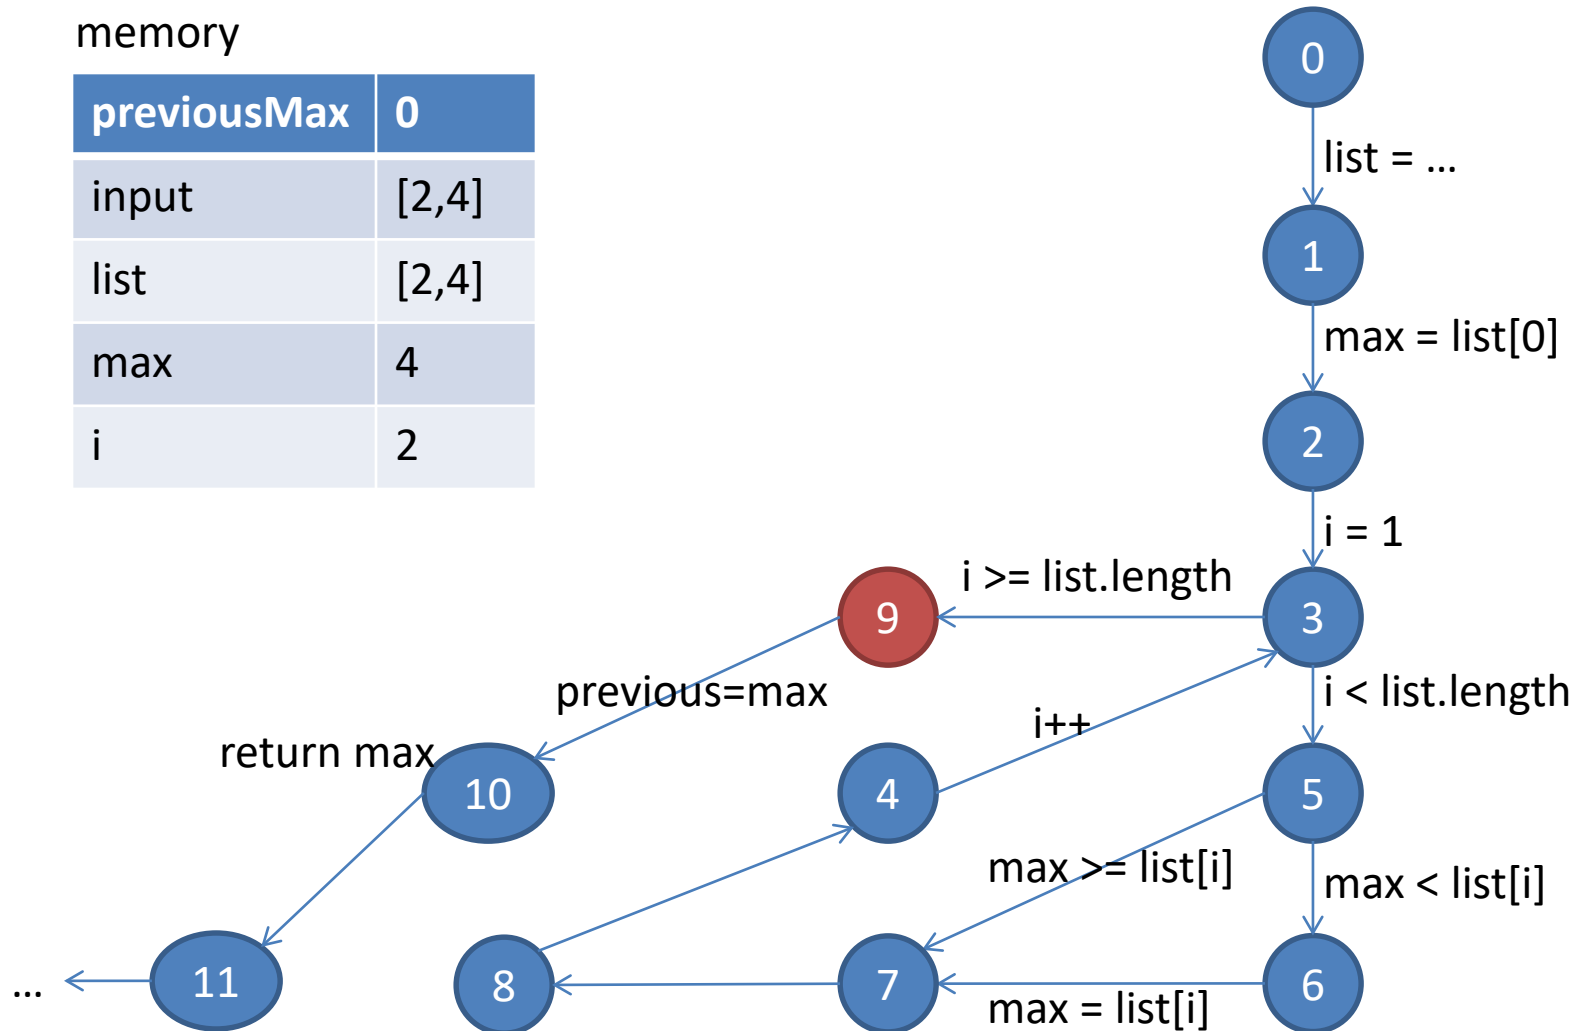 memory
previousMax 0
input [2,4]
list [2,4]
max 4
i 2
0
list = ...
1
max = list[0]
2
i = 1
i >= list.length
9
3
previous=max
i++
i < list.length
return max
10
4
5
max >= list[i]
max < list[i]
...
11
8
7
6
max = list[i]